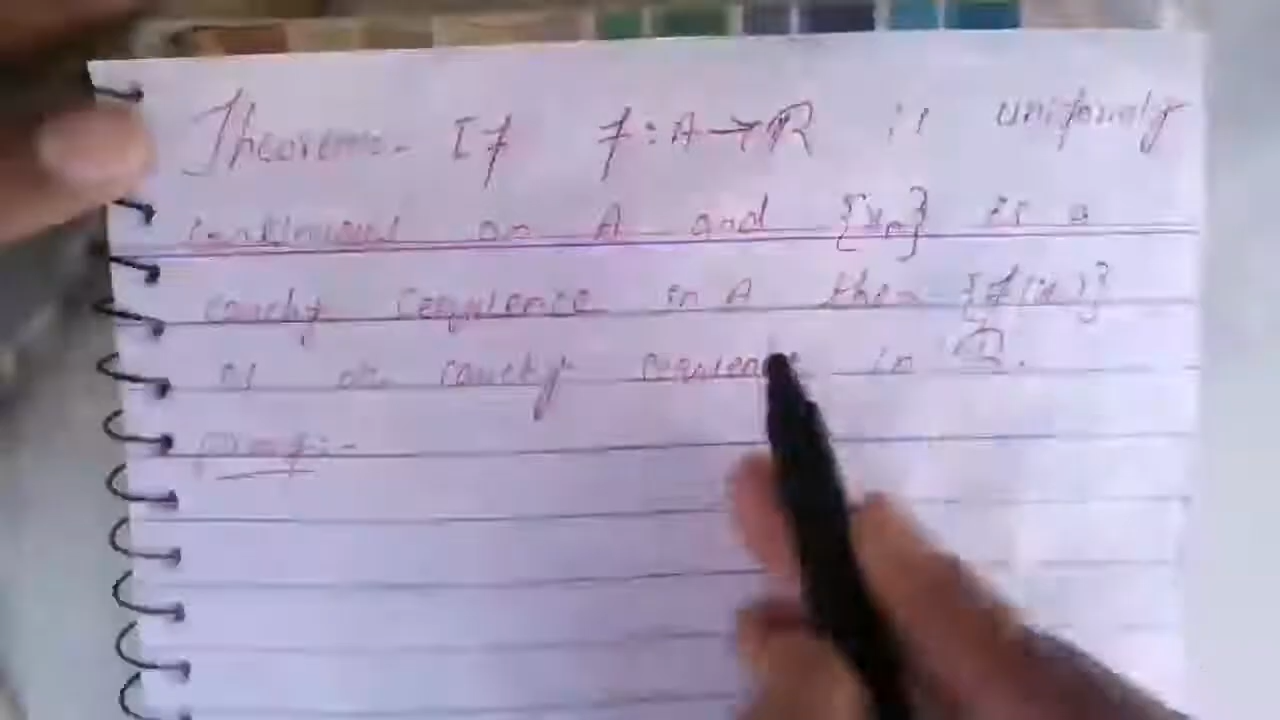 Theorem:- If f : A → R is uniformly
continuous on A and {xn} is a
cauchy sequence in A then {f(xn)}
is a cauchy sequence in R.
Proof:-